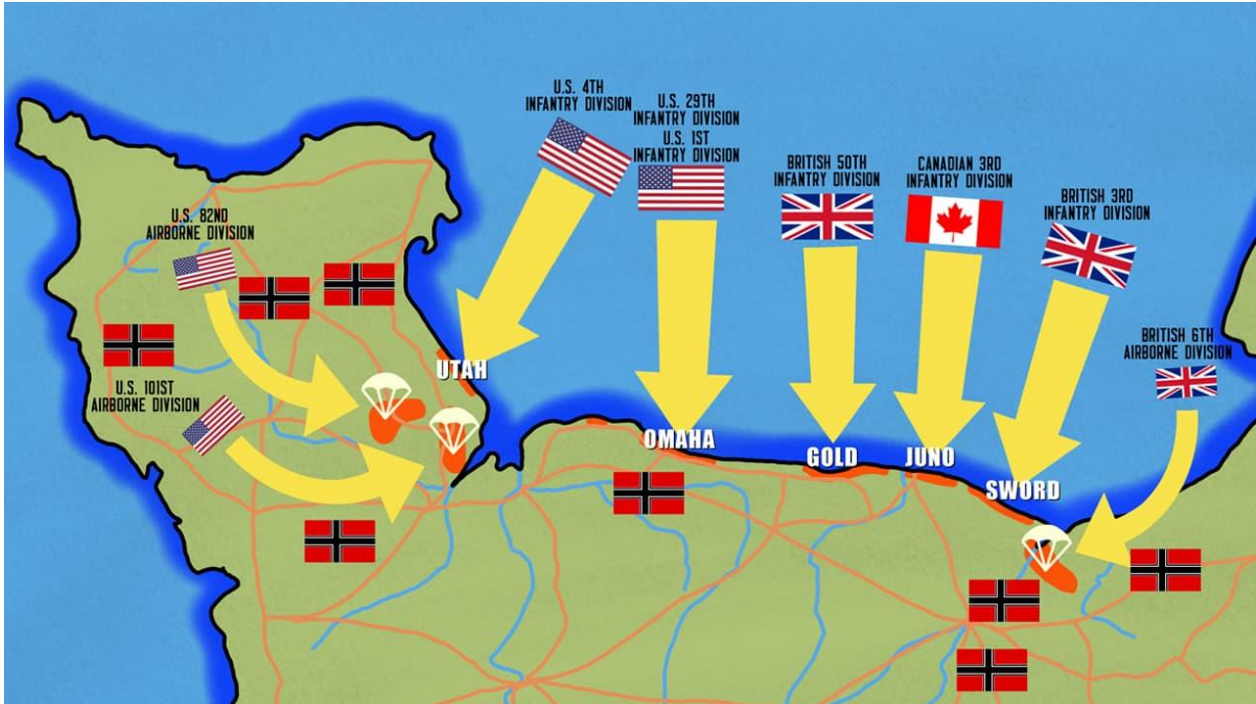 U.S. 4TH
INFANTRY DIVISION
U.S. 29TH
INFANTRY DIVISION
U.S. 1ST
INFANTRY DIVISION
BRITISH 50TH
INFANTRY DIVISION
CANADIAN 3RD
INFANTRY DIVISION
BRITISH 3RD
INFANTRY DIVISION
U.S. 82ND
AIRBORNE DIVISION
BRITISH 6TH
AIRBORNE DIVISION
U.S. 101ST
AIRBORNE DIVISION
UTAH
OMAHA
GOLD
JUNO
SWORD